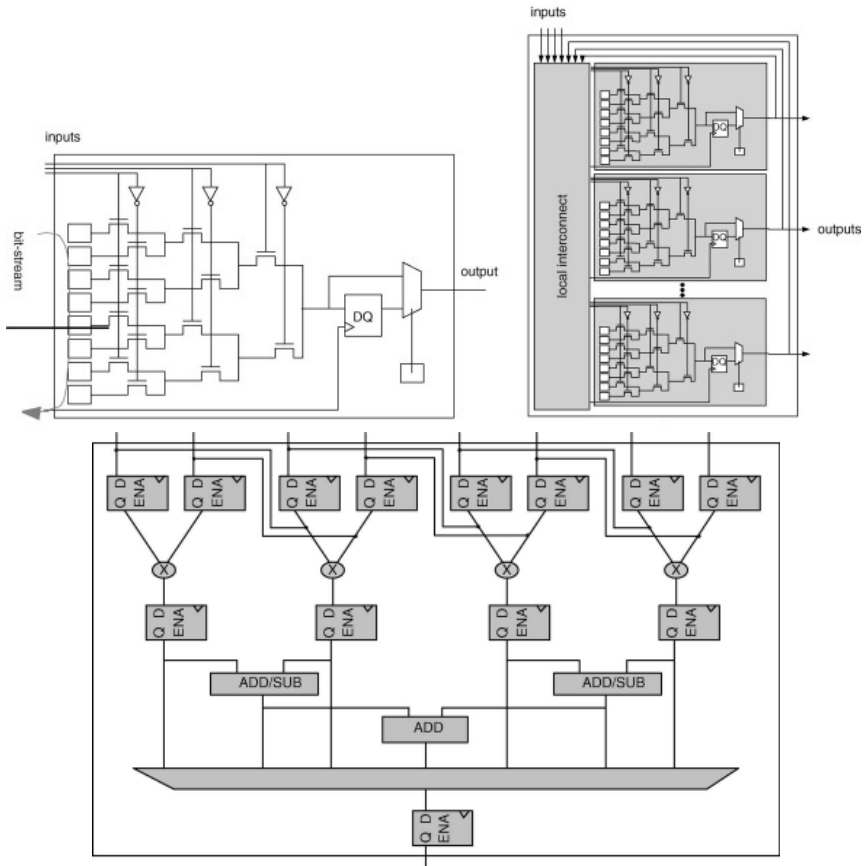 inputs
bit-stream
DQ
output
inputs
local interconnect
DQ
DQ
DQ
outputs
Q D ENA
Q D ENA
Q D ENA
Q D ENA
Q D ENA
Q D ENA
Q D ENA
Q D ENA
X
X
X
X
Q D ENA
Q D ENA
Q D ENA
Q D ENA
ADD/SUB
ADD/SUB
ADD
Q D ENA